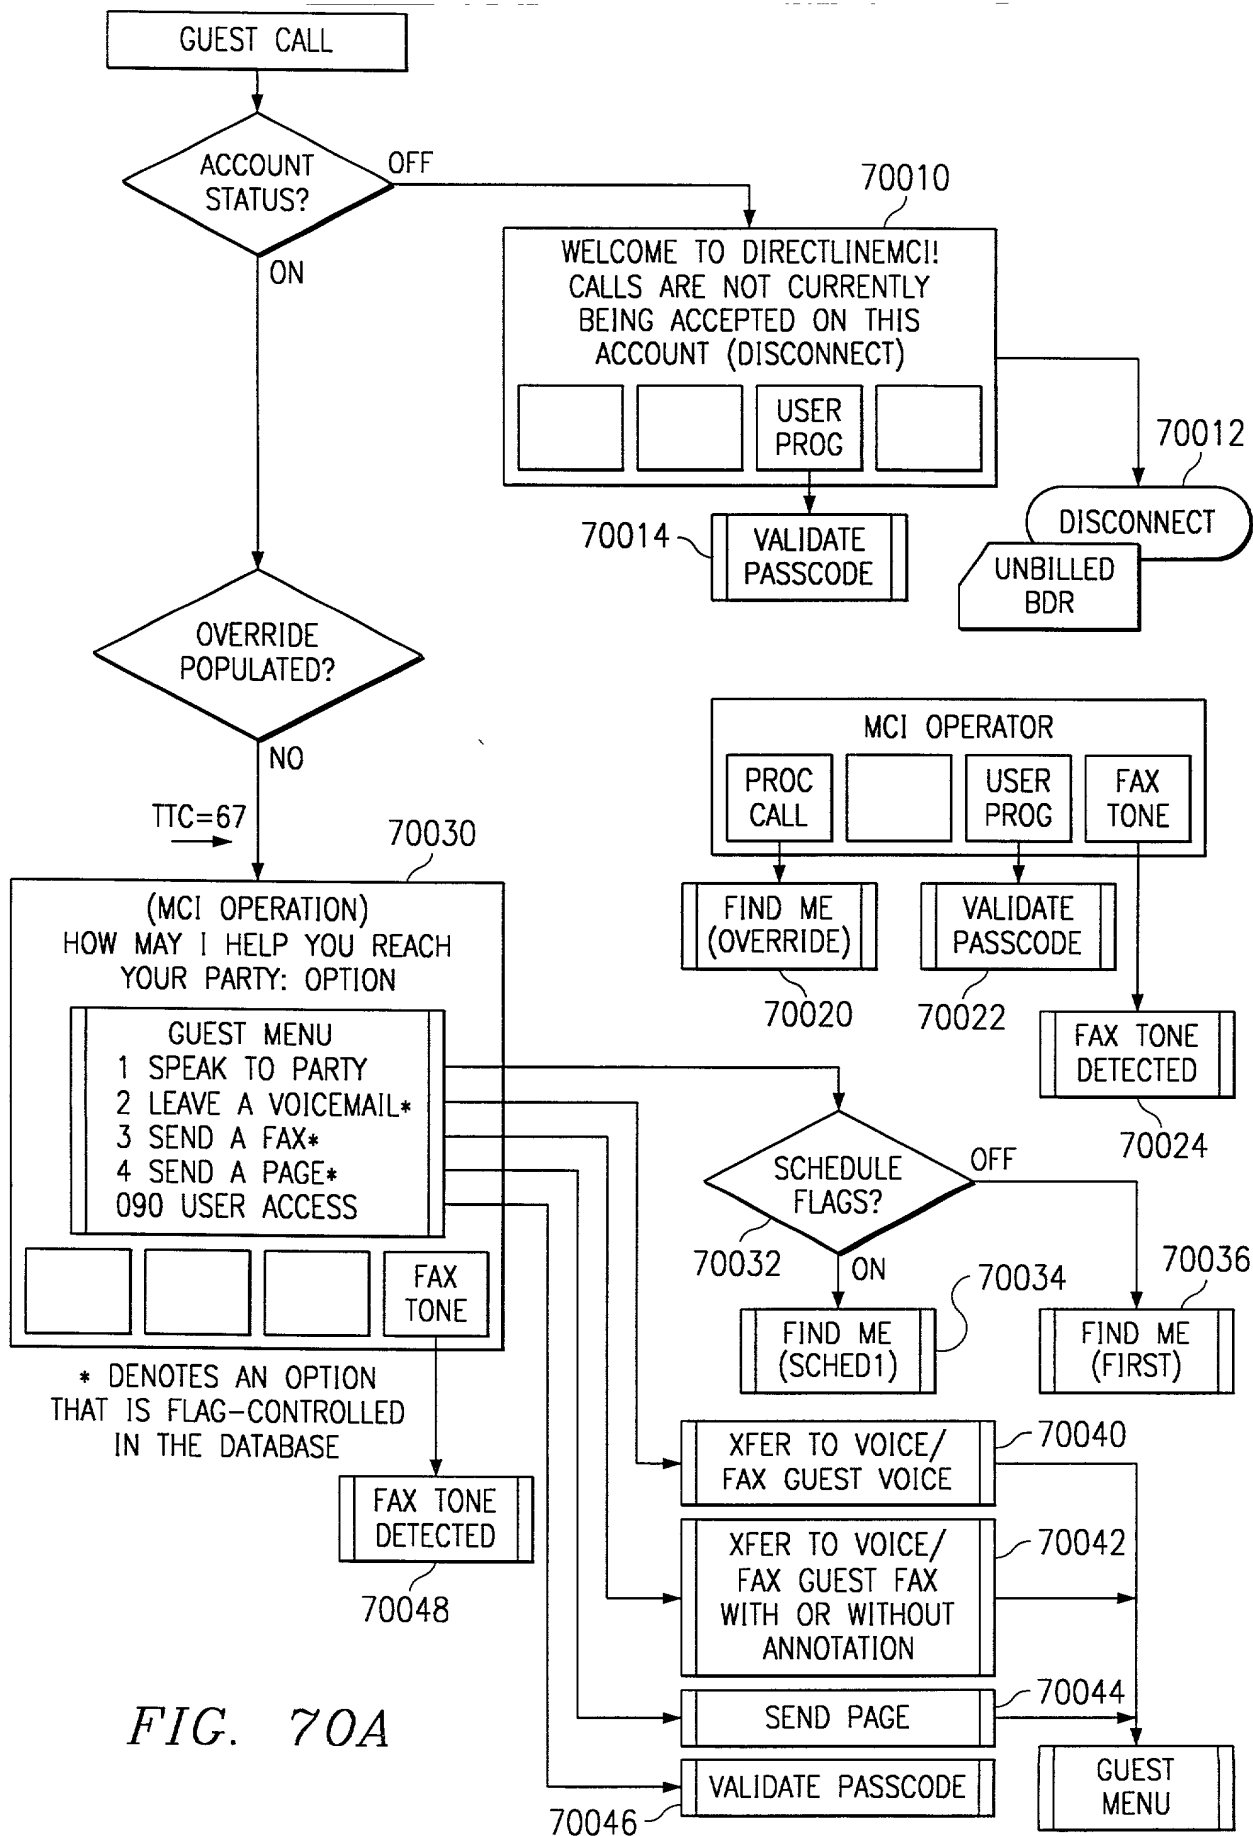 GUEST CALL
ACCOUNT
STATUS?
OFF
ON
70010
WELCOME TO DIRECTLINEMCI!
CALLS ARE NOT CURRENTLY
BEING ACCEPTED ON THIS
ACCOUNT (DISCONNECT)
USER
PROG
70012
DISCONNECT
UNBILLED
BDR
70014
VALIDATE
PASSCODE
OVERRIDE
POPULATED?
NO
TTC=67
MCI OPERATOR
PROC
CALL
USER
PROG
FAX
TONE
FIND ME
(OVERRIDE)
70020
VALIDATE
PASSCODE
70022
FAX TONE
DETECTED
70024
70030
(MCI OPERATION)
HOW MAY I HELP YOU REACH
YOUR PARTY: OPTION
GUEST MENU
1 SPEAK TO PARTY
2 LEAVE A VOICEMAIL*
3 SEND A FAX*
4 SEND A PAGE*
090 USER ACCESS
FAX
TONE
* DENOTES AN OPTION
THAT IS FLAG-CONTROLLED
IN THE DATABASE
FAX TONE
DETECTED
70048
SCHEDULE
FLAGS?
OFF
70032
ON
70034
FIND ME
(SCHED1)
70036
FIND ME
(FIRST)
XFER TO VOICE/
FAX GUEST VOICE
70040
XFER TO VOICE/
FAX GUEST FAX
WITH OR WITHOUT
ANNOTATION
70042
SEND PAGE
70044
VALIDATE PASSCODE
70046
GUEST
MENU
FIG. 70A